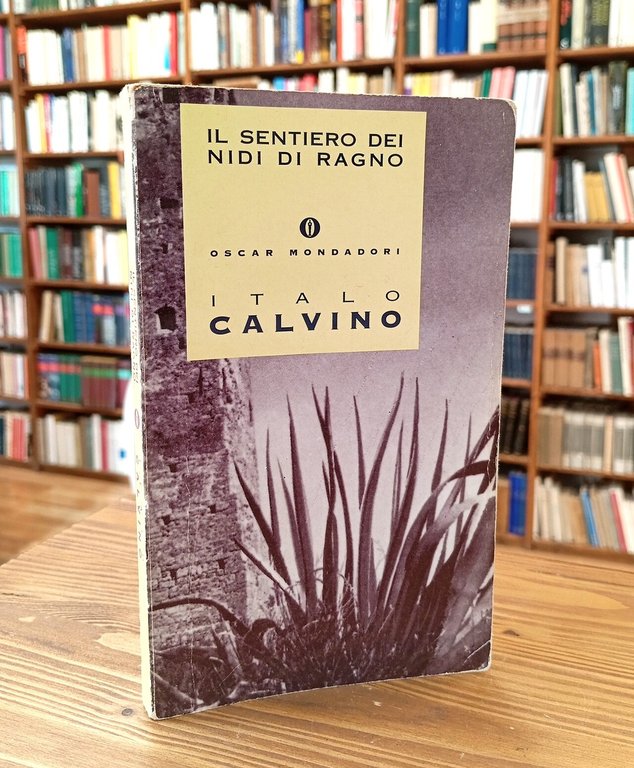 IL SENTIERO DEI
NIDI DI RAGNO
OSCAR MONDADORI
ITALO
CALVINO